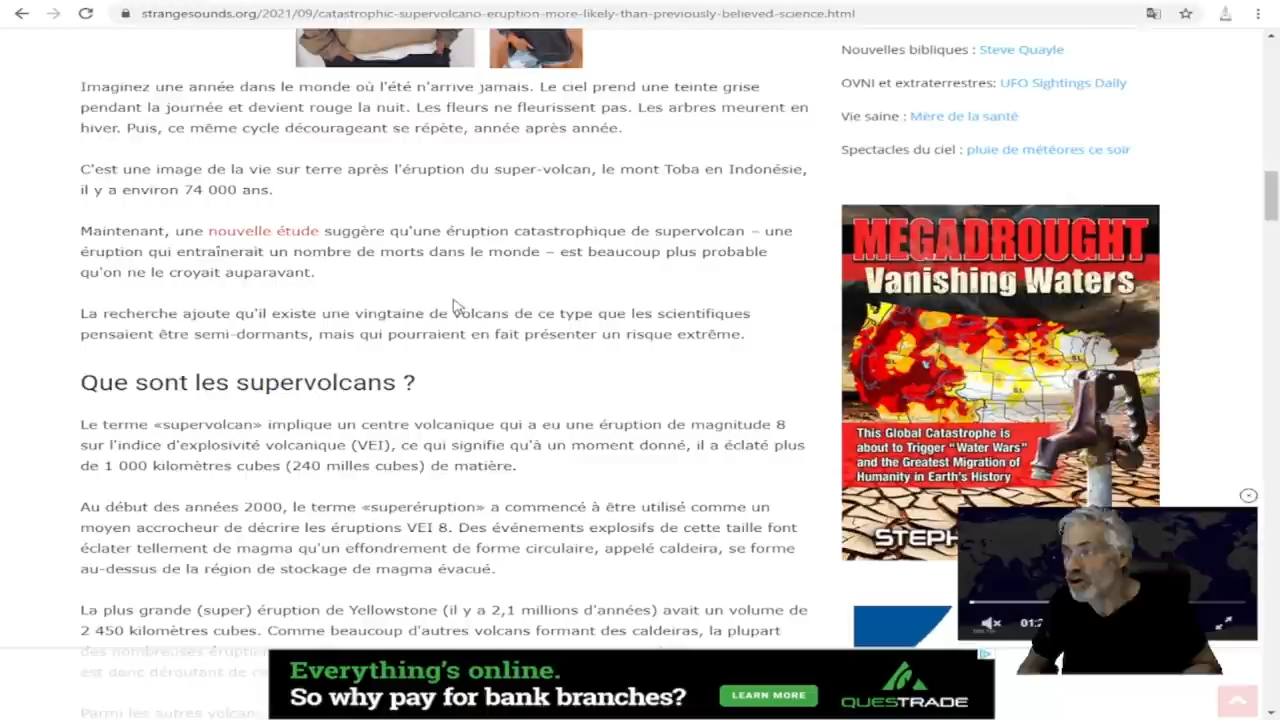 strangesounds.org/2021/09/catastrophic-supervolcano-eruption-more-likely-than-previously-believed-science.html
Imaginez une année dans le monde où l'été n'arrive jamais. Le ciel prend une teinte grise
pendant la journée et devient rouge la nuit. Les fleurs ne fleurissent pas. Les arbres meurent en
hiver. Puis, ce même cycle décourageant se répète, année après année.
C'est une image de la vie sur terre après l'éruption du super-volcan, le mont Toba en Indonésie,
il y a environ 74 000 ans.
Maintenant, une nouvelle étude suggère qu'une éruption catastrophique de supervolcan – une
éruption qui entraînerait un nombre de morts dans le monde – est beaucoup plus probable
qu'on ne le croyait auparavant.
La recherche ajoute qu'il existe une vingtaine de volcans de ce type que les scientifiques
pensaient être semi-dormants, mais qui pourraient en fait présenter un risque extrême.
Que sont les supervolcans ?
Le terme «supervolcan» implique un centre volcanique qui a eu une éruption de magnitude 8
sur l'indice d'explosivité volcanique (VEI), ce qui signifie qu'à un moment donné, il a éclaté plus
de 1 000 kilomètres cubes (240 milles cubes) de matière.
Au début des années 2000, le terme «superéruption» a commencé à être utilisé comme un
moyen accrocheur de décrire les éruptions VEI 8. Des événements explosifs de cette taille font
éclater tellement de magma qu'un effondrement de forme circulaire, appelé caldeira, se forme
au-dessus de la région de stockage de magma évacué.
La plus grande (super) éruption de Yellowstone (il y a 2,1 millions d'années) avait un volume de
2 450 kilomètres cubes. Comme beaucoup d'autres volcans formant des caldeiras, la plupart
des nombreuses
est donc déroutant de
Parmi les autres volcans
Nouvelles bibliques : Steve Quayle
OVNI et extraterrestres: UFO Sightings Daily
Vie saine : Mère de la santé
Spectacles du ciel : pluie de météores ce soir
MEGADROUGHT
Vanishing Waters
This Global Catastrophe is
about to Trigger "Water Wars"
and the Greatest Migration of
Humanity in Earth's History
STEPH
Everything's online.
So why pay for bank branches?
LEARN MORE
QUESTRADE